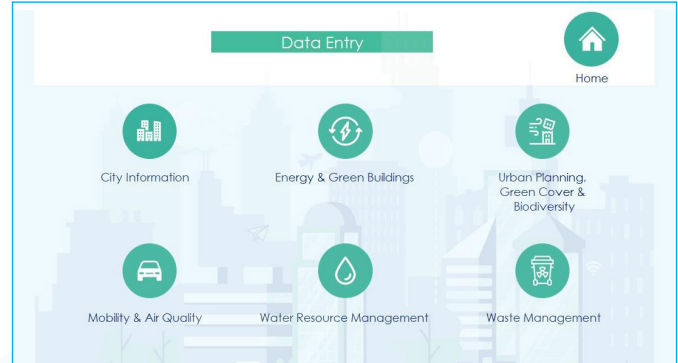 Data Entry
Home
City Information
Energy & Green Buildings
Urban Planning,
Green Cover &
Biodiversity
Mobility & Air Quality
Water Resource Management
Waste Management